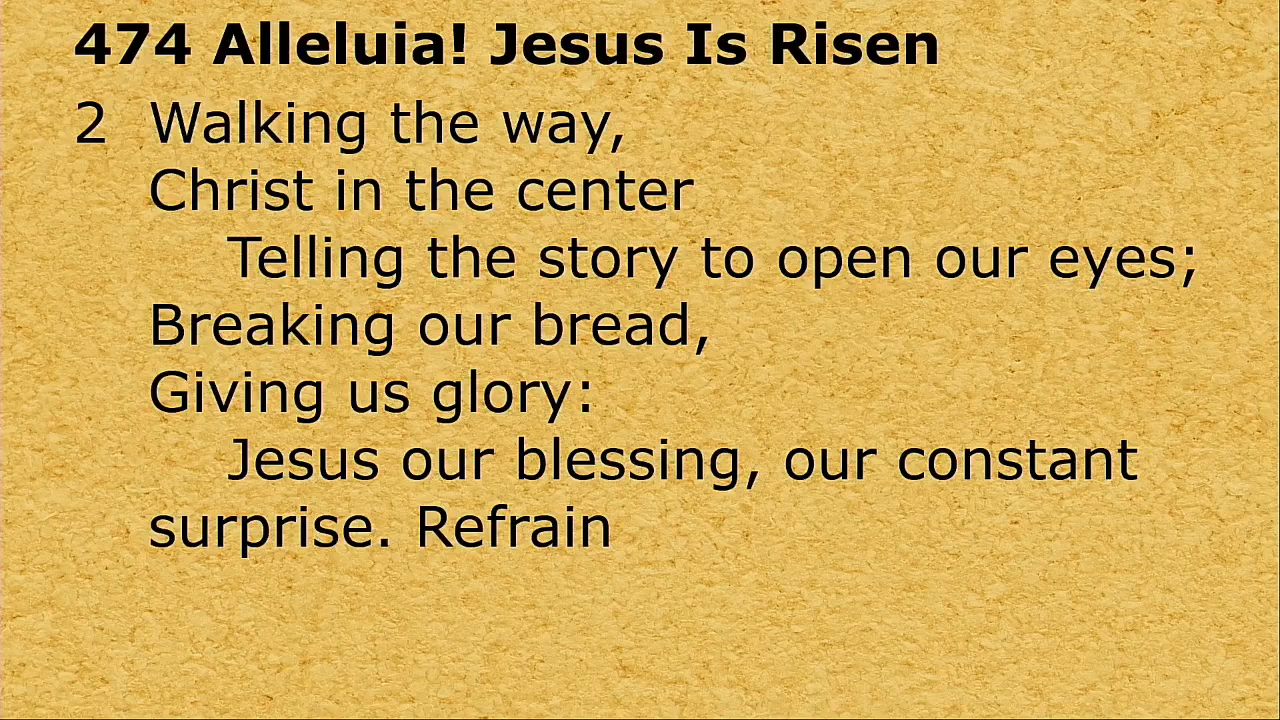 474 Alleluia! Jesus Is Risen
2 Walking the way,
Christ in the center
Telling the story to open our eyes;
Breaking our bread,
Giving us glory:
Jesus our blessing, our constant
surprise. Refrain